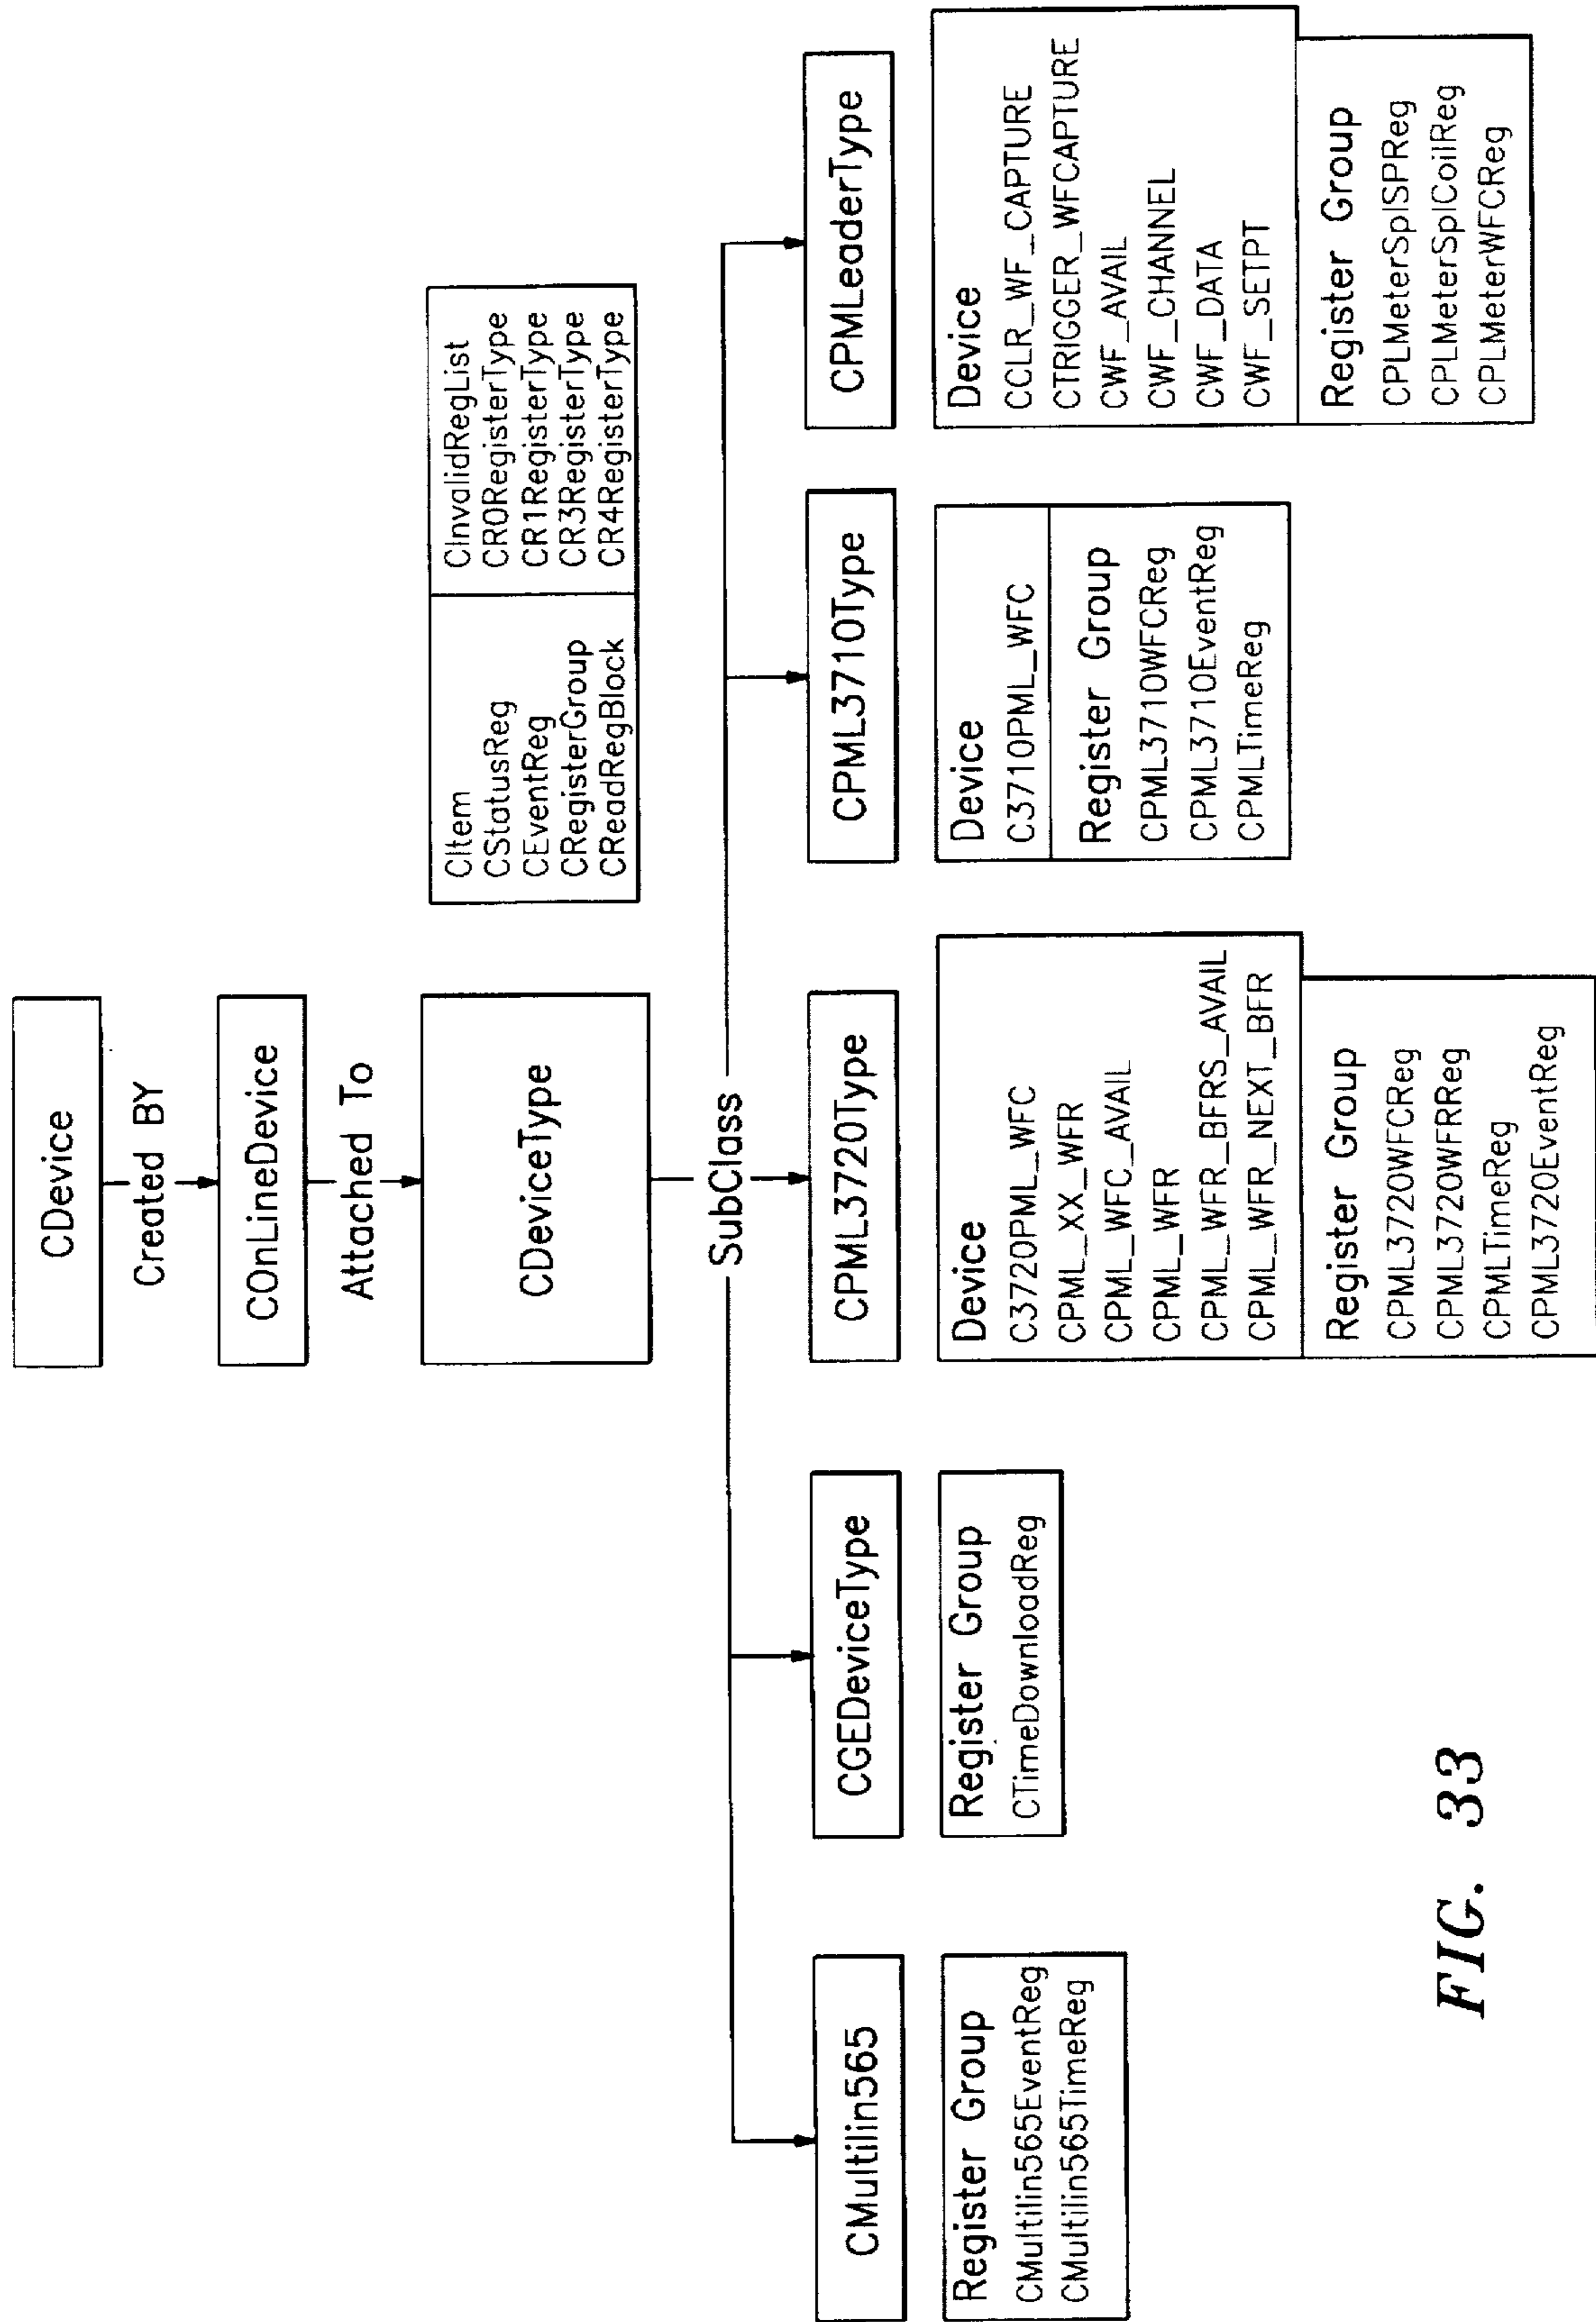 CDevice
Created BY
COnLineDevice
Attached To
CDeviceType
CItem
CStatusReg
CEventReg
CRegisterGroup
CReadRegBlock
CInvalidRegList
CR0RegisterType
CR1RegisterType
CR3RegisterType
CR4RegisterType
SubClass
CMultilin565
Register Group
CMultilin565EventReg
CMultilin565TimeReg
CGEDeviceType
Register Group
CTimeDownloadReg
CPML3720Type
Device
C3720PML_WFC
CPML_XX_WFR
CPML_WFC_AVAIL
CPML_WFR
CPML_WFR_BFRS_AVAIL
CPML_WFR_NEXT_BFR
Register Group
CPML3720WFCReg
CPML3720WFRReg
CPMLTimeReg
CPML3720EventReg
CPML3710Type
Device
C3710PML_WFC
Register Group
CPML3710WFCReg
CPML3710EventReg
CPMLTimeReg
CPMLeaderType
Device
CCLR_WF_CAPTURE
CTRIGGER_WFCAPTURE
CWF_AVAIL
CWF_CHANNEL
CWF_DATA
CWF_SETPT
Register Group
CPLMeterSplSPReg
CPLMeterSplCoilReg
CPLMeterWFCReg
FIG. 33